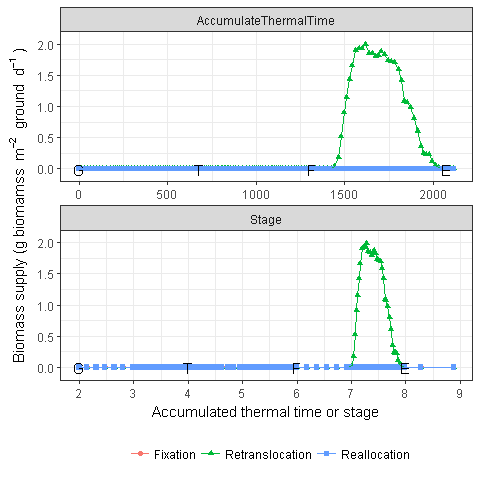 AccumulateThermalTime
2.0
1.5
1.0
0.5
0.0
C T F E
0 500 1000 1500 2000
Stage
2.0
1.5
1.0
0.5
0.0
C T F E
2 3 4 5 6 7 8 9
Biomass supply (g biomamss m⁻² ground d⁻¹ )
Accumulated thermal time or stage
Fixation Retranslocation Reallocation